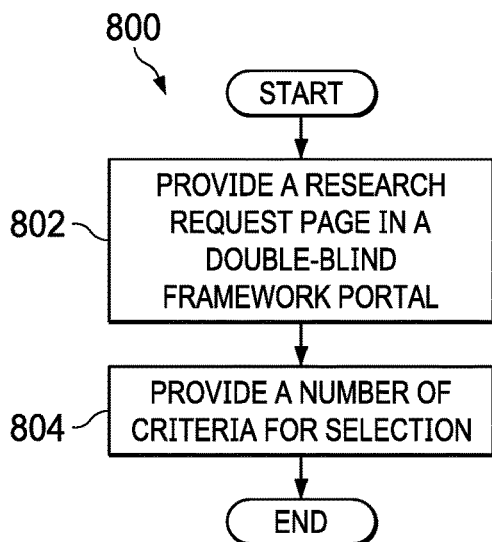 800
START
802
PROVIDE A RESEARCH
REQUEST PAGE IN A
DOUBLE-BLIND
FRAMEWORK PORTAL
804
PROVIDE A NUMBER OF
CRITERIA FOR SELECTION
END